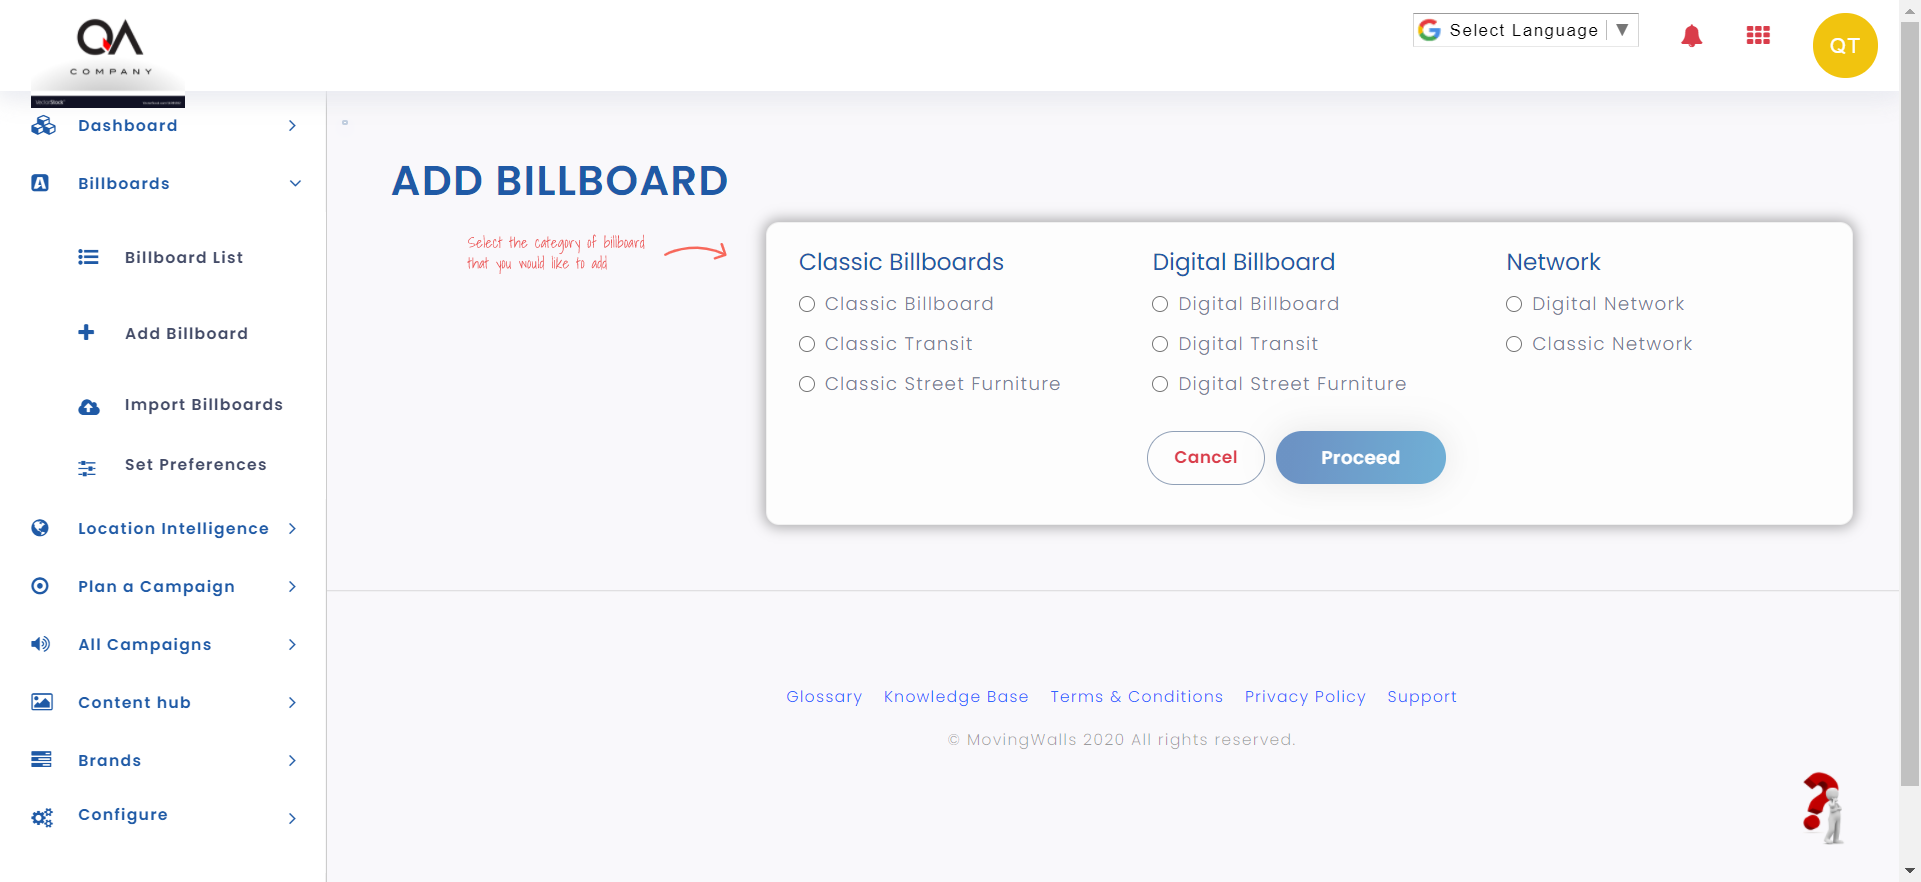 QA
COMPANY
Select Language ▼
QT
Dashboard
Billboards
Billboard List
Add Billboard
Import Billboards
Set Preferences
Location Intelligence
Plan a Campaign
All Campaigns
Content hub
Brands
Configure
ADD BILLBOARD
Select the category of billboard
that you would like to add
Classic Billboards
Classic Billboard
Classic Transit
Classic Street Furniture
Digital Billboard
Digital Billboard
Digital Transit
Digital Street Furniture
Network
Digital Network
Classic Network
Cancel
Proceed
Glossary Knowledge Base Terms & Conditions Privacy Policy Support
© MovingWalls 2020 All rights reserved.